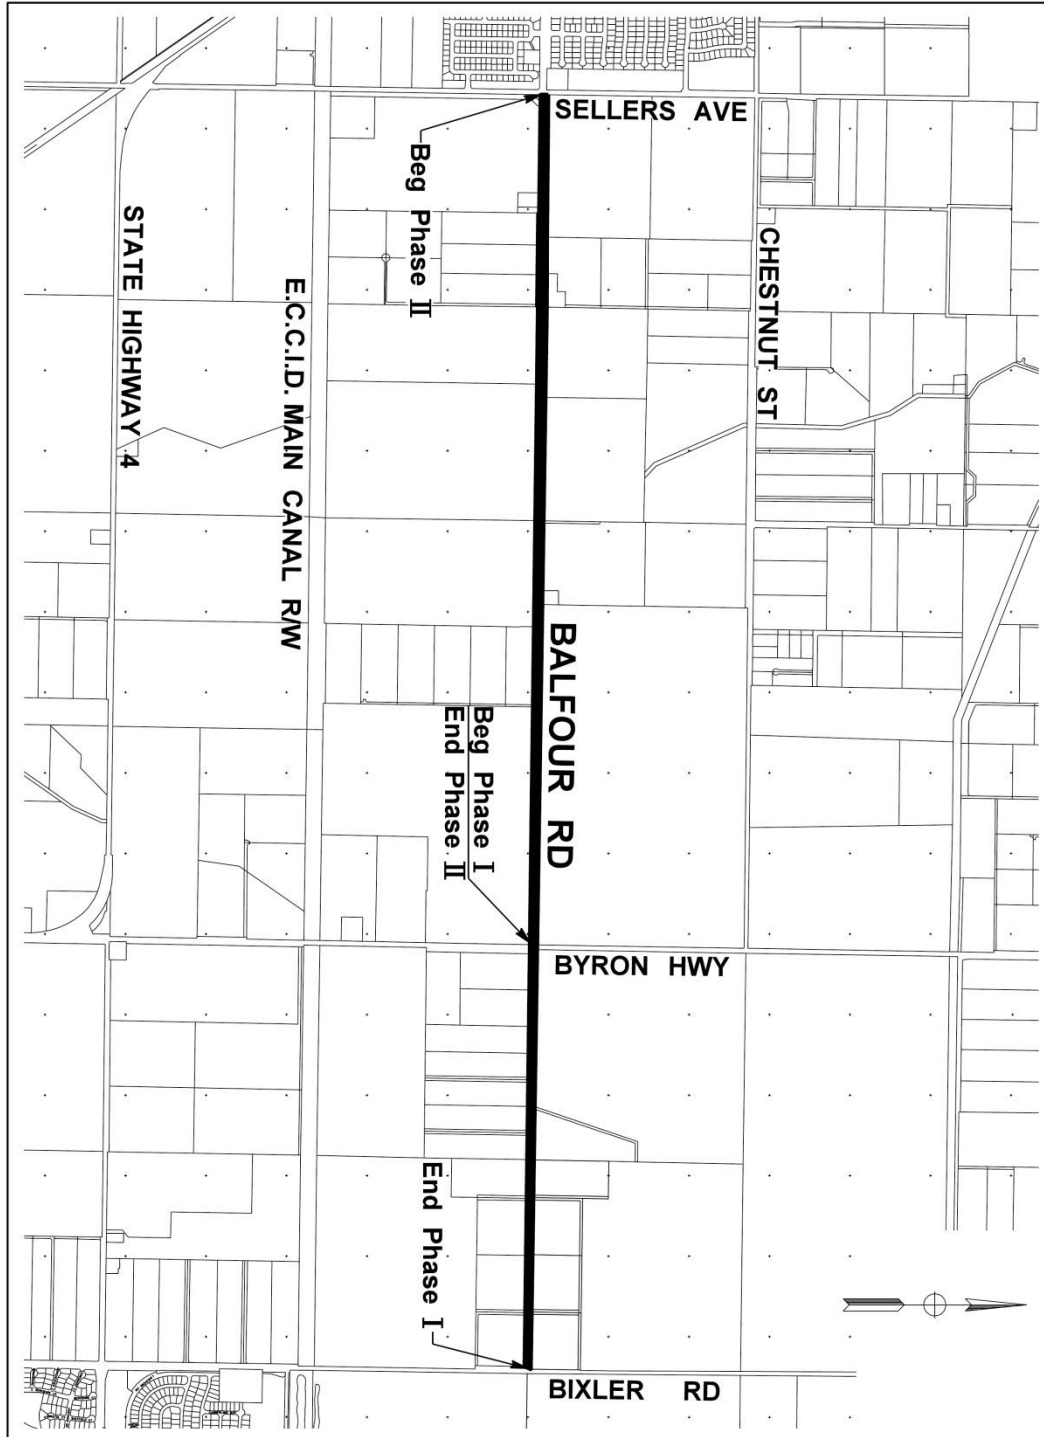 SELLERS AVE
Beg Phase II
STATE HIGHWAY 4
E.C.C.I.D. MAIN CANAL R/W
CHESTNUT ST
BALFOUR RD
Beg Phase I
End Phase II
BYRON HWY
End Phase I
BIXLER RD